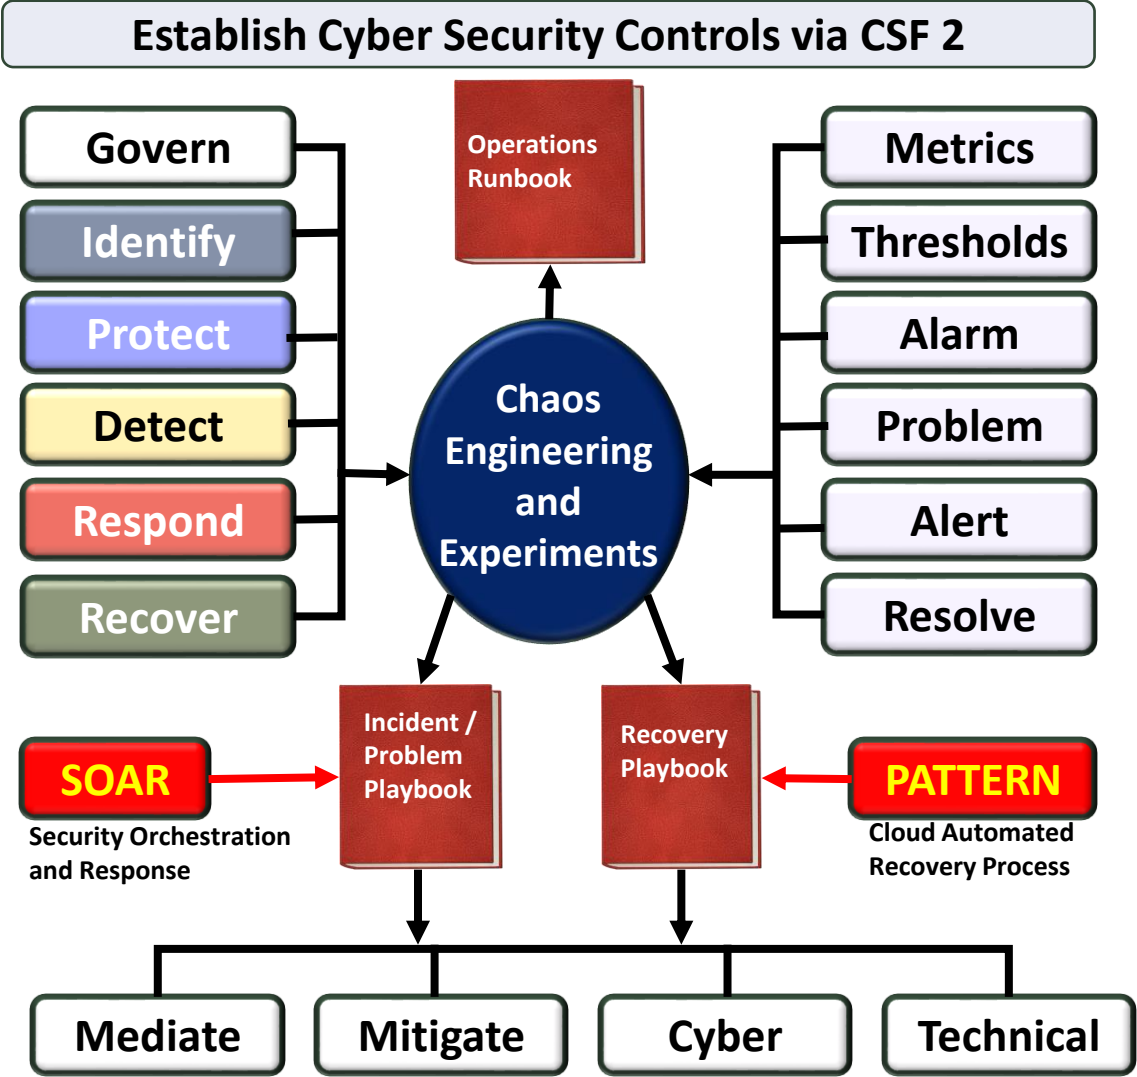 Establish Cyber Security Controls via CSF 2
Operations
Runbook
Govern
Identify
Protect
Detect
Respond
Recover
Metrics
Thresholds
Alarm
Problem
Alert
Resolve
Chaos
Engineering
and
Experiments
Incident /
Problem
Playbook
Recovery
Playbook
SOAR
Security Orchestration
and Response
PATTERN
Cloud Automated
Recovery Process
Mediate
Mitigate
Cyber
Technical